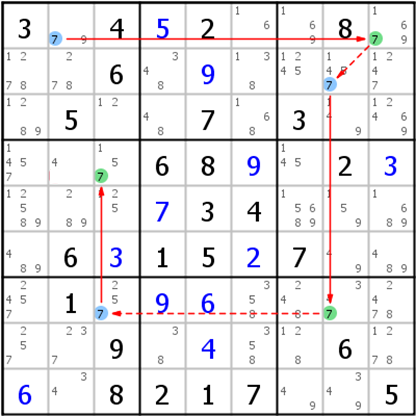 1 1 1
3 4 5 2 6 6 8 6
7 9 9 7 9
1 2 2 3 3 1 2 1 1 2
6 4 9 4 5 4 5 4
7 8 7 8 8 8 7 7
1 2 1 2 1 1 1 2
5 4 7 6 3 4 4 6
8 9 8 8 9 9
1 1 1
4 5 4 5 6 8 9 4 5 2 3
7 7
1 2 2 2 1 1 1
5 5 7 3 4 5 6 5 6
8 9 8 9 8 9 9 8 9
4 6 3 1 5 2 7 4 4
8 9 8 9 8 9
2 2 3 2 3 2
4 5 1 5 9 6 5 4 4 4
7 7 8 8 7 7 8
2 2 3 3 3 1 2 1 2
5 9 4 5 6
7 7 8 8 8 7 8
3 3
6 4 8 2 1 7 4 4 5
9 9